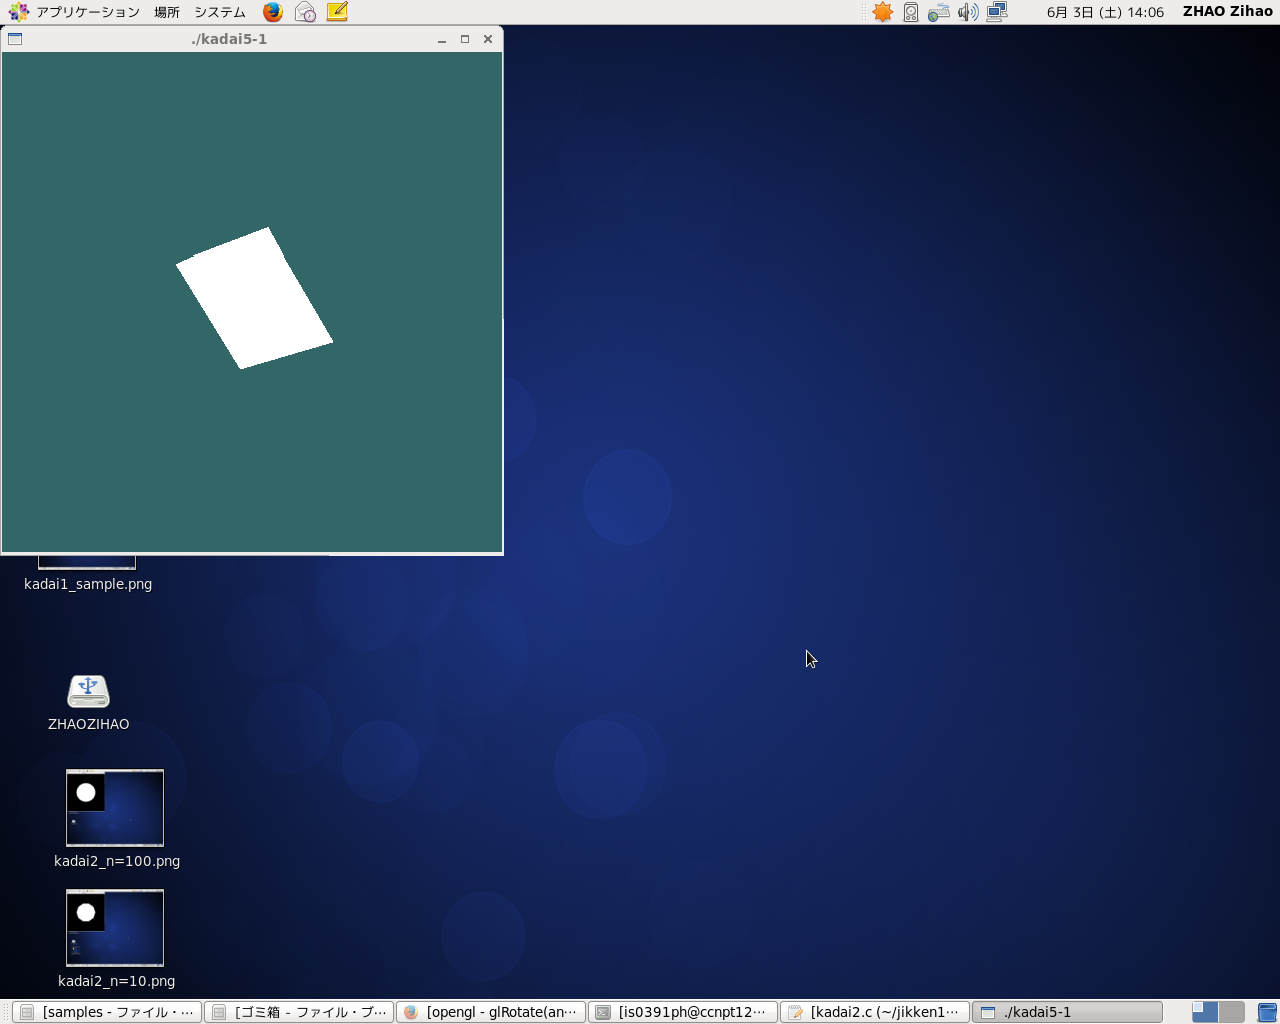 アプリケーション 場所 システム 6月 3日 (土) 14:06 ZHAO Zihao
./kadai5-1
kadai1_sample.png
ZHAOZIHAO
kadai2_n=100.png
kadai2_n=10.png
[samples - ファイル・… [ゴミ箱 - ファイル・ブ… [opengl - glRotate(an… [is0391ph@ccnpt12… [kadai2.c (~/jikken1… ./kadai5-1